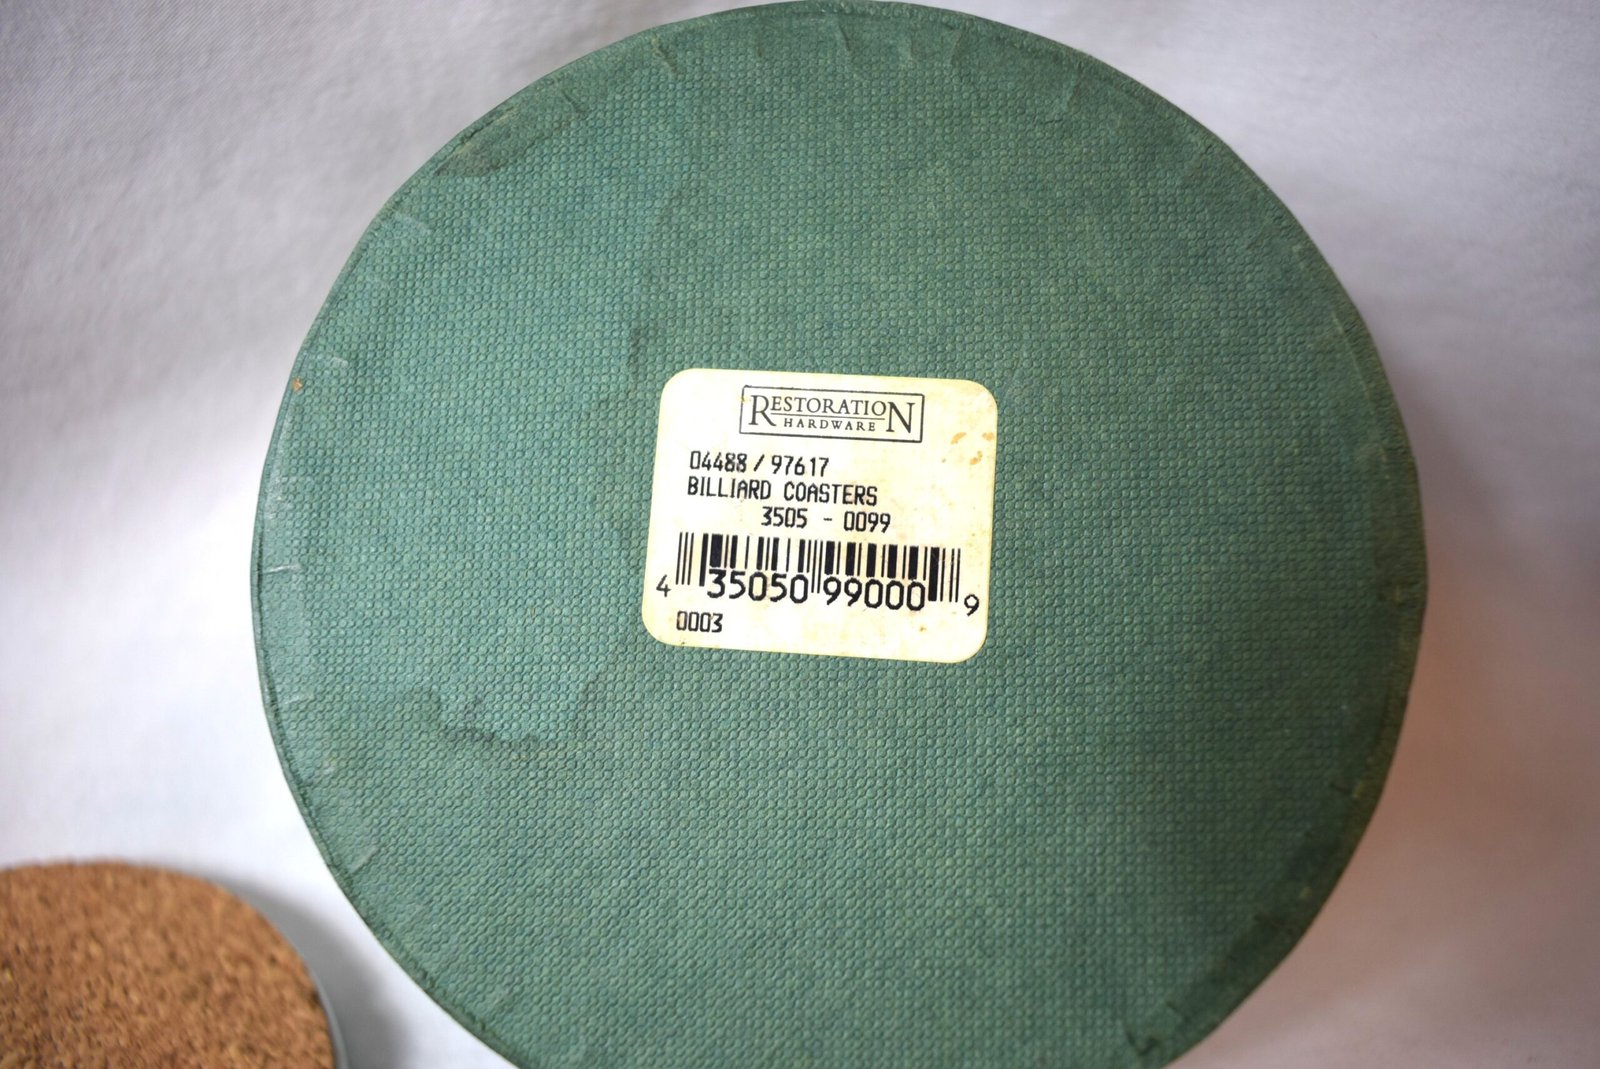 RESTORATION
HARDWARE
04488 / 97617
BILLIARD COASTERS
3505 - 0099
4 35050 99000 9
0003